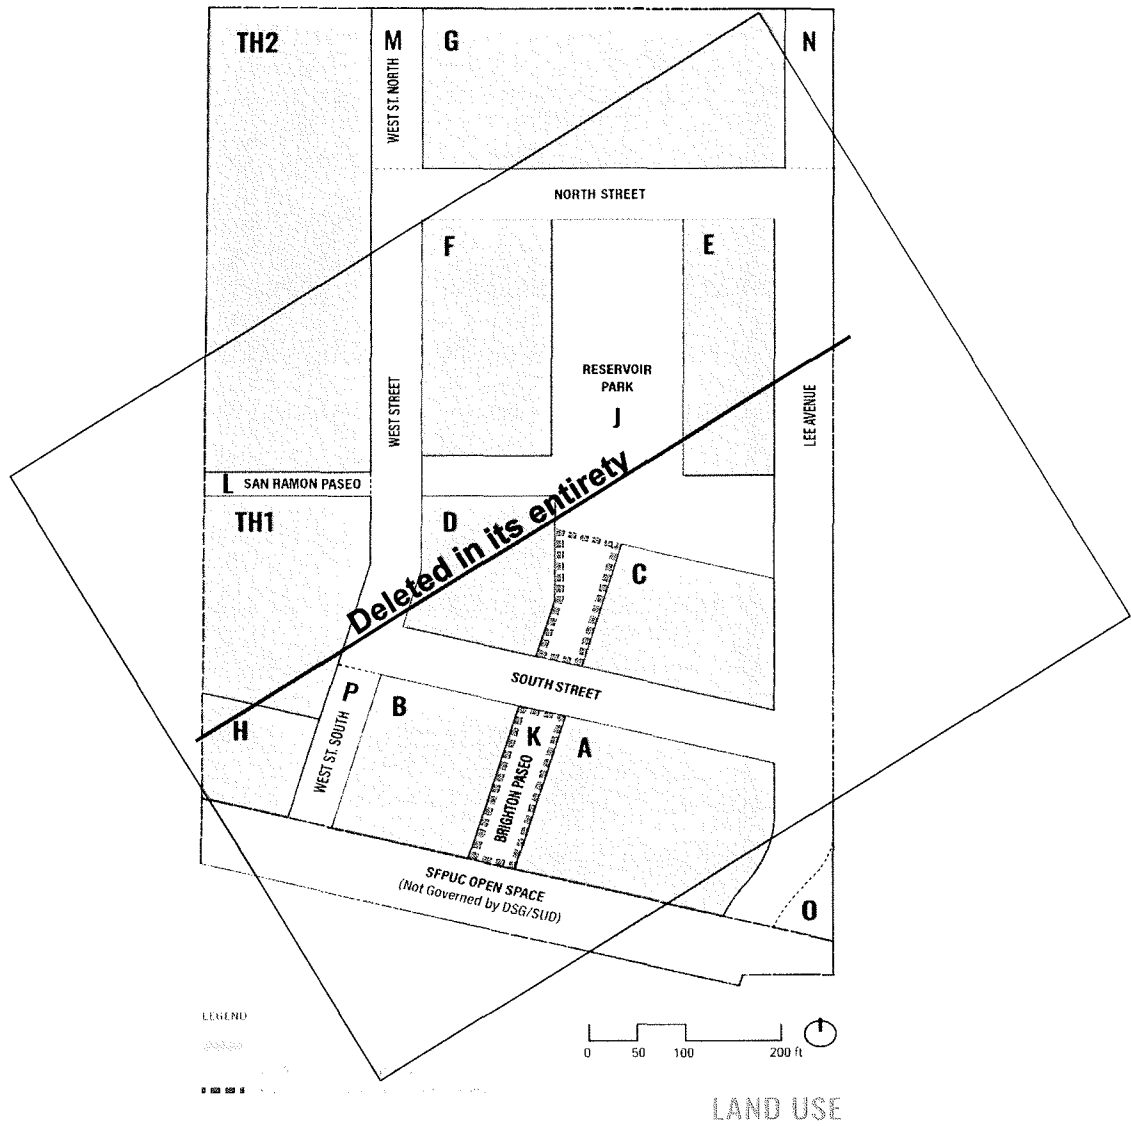 TH2
M
G
N
WEST ST. NORTH
NORTH STREET
F
E
RESERVOIR
PARK
J
WEST STREET
LEE AVENUE
L SAN RAMON PASEO
TH1
D
Deleted in its entirety
C
SOUTH STREET
P
B
H
WEST ST. SOUTH
K
A
BRIGHTON PASEO
SFPUC OPEN SPACE
(Not Governed by DSG/SUD)
O
LEGEND
0 50 100 200 ft
LAND USE